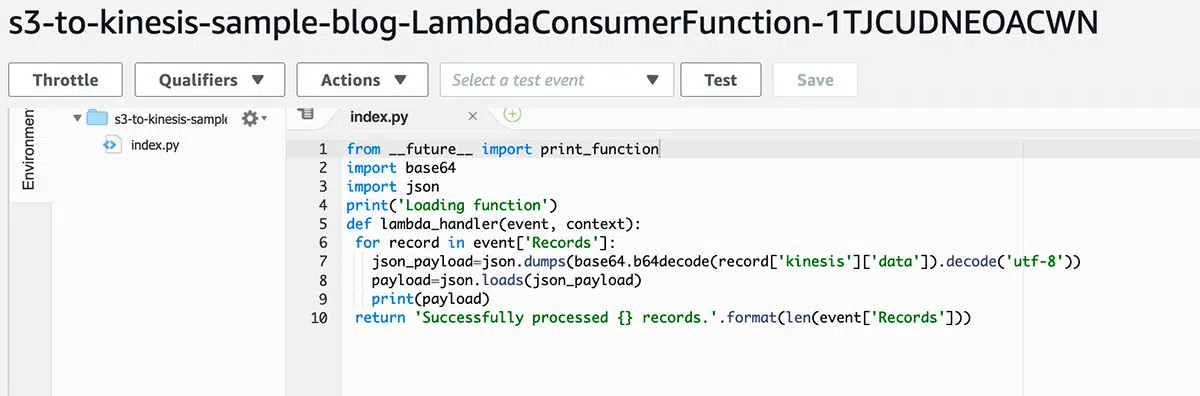 s3-to-kinesis-sample-blog-LambdaConsumerFunction-1TJCUDNEOACWN
Throttle Qualifiers Actions Select a test event Test Save
Environmen
s3-to-kinesis-sample
index.py
index.py
1 from __future__ import print_function
2 import base64
3 import json
4 print('Loading function')
5 def lambda_handler(event, context):
6 for record in event['Records']:
7 json_payload=json.dumps(base64.b64decode(record['kinesis']['data']).decode('utf-8'))
8 payload=json.loads(json_payload)
9 print(payload)
10 return 'Successfully processed {} records.'.format(len(event['Records']))